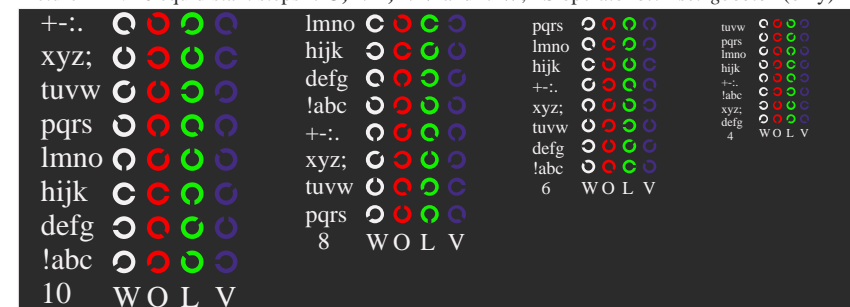 +-:.
xyz;
tuvw
pqrs
lmno
hijk
defg
!abc
10 W O L V
lmno
hijk
defg
!abc
+-:.
xyz;
tuvw
pqrs
8 W O L V
pqrs
lmno
hijk
+-:.
xyz;
tuvw
defg
!abc
6 W O L V
tuvw
pqrs
lmno
hijk
+-:.
!abc
xyz;
defg
4 W O L V